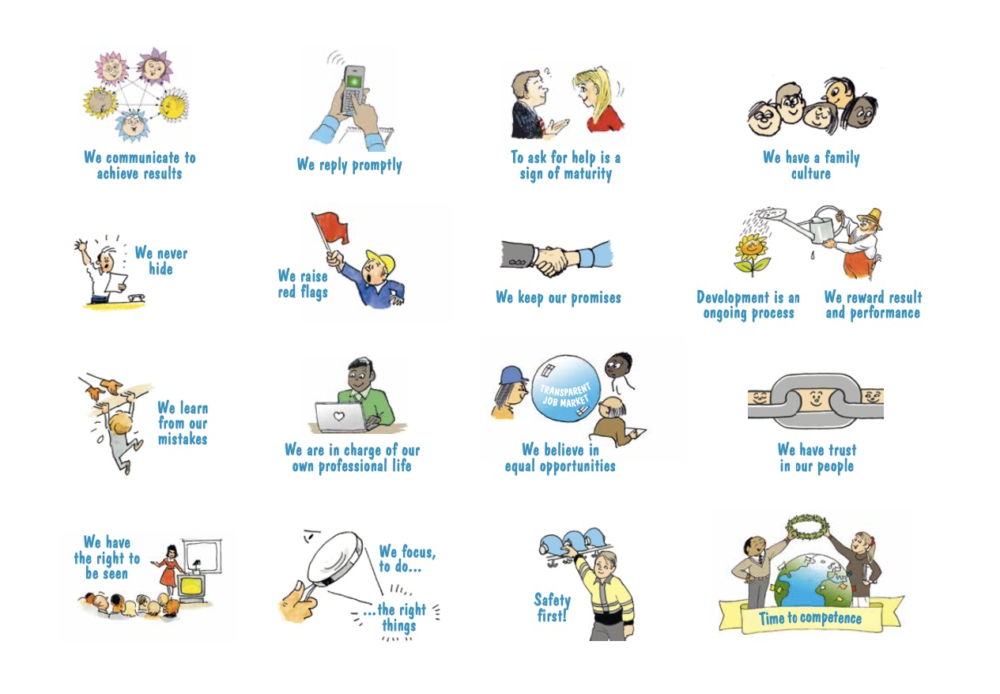 We communicate to
achieve results
We reply promptly
To ask for help is a
sign of maturity
We have a family
culture
We never
hide
We raise
red flags
We keep our promises
Development is an
ongoing process
We reward result
and performance
We learn
from our
mistakes
We are in charge of our
own professional life
TRANSPARENT
JOB MARKET
We believe in
equal opportunities
We have trust
in our people
We have
the right to
be seen
We focus,
to do...
...the right
things
Safety
first!
Time to competence